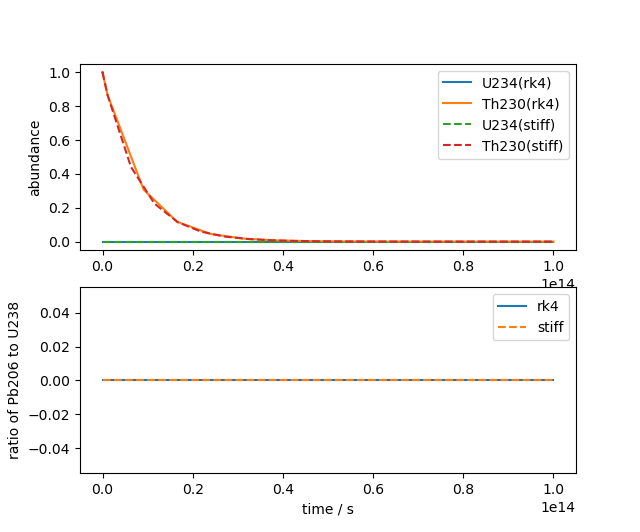 abundance
1.0
0.8
0.6
0.4
0.2
0.0
U234(rk4)
Th230(rk4)
U234(stiff)
Th230(stiff)
0.0 0.2 0.4 0.6 0.8 1.0
1e14
ratio of Pb206 to U238
0.04
0.02
0.00
−0.02
−0.04
rk4
stiff
0.0 0.2 0.4 0.6 0.8 1.0
time / s
1e14